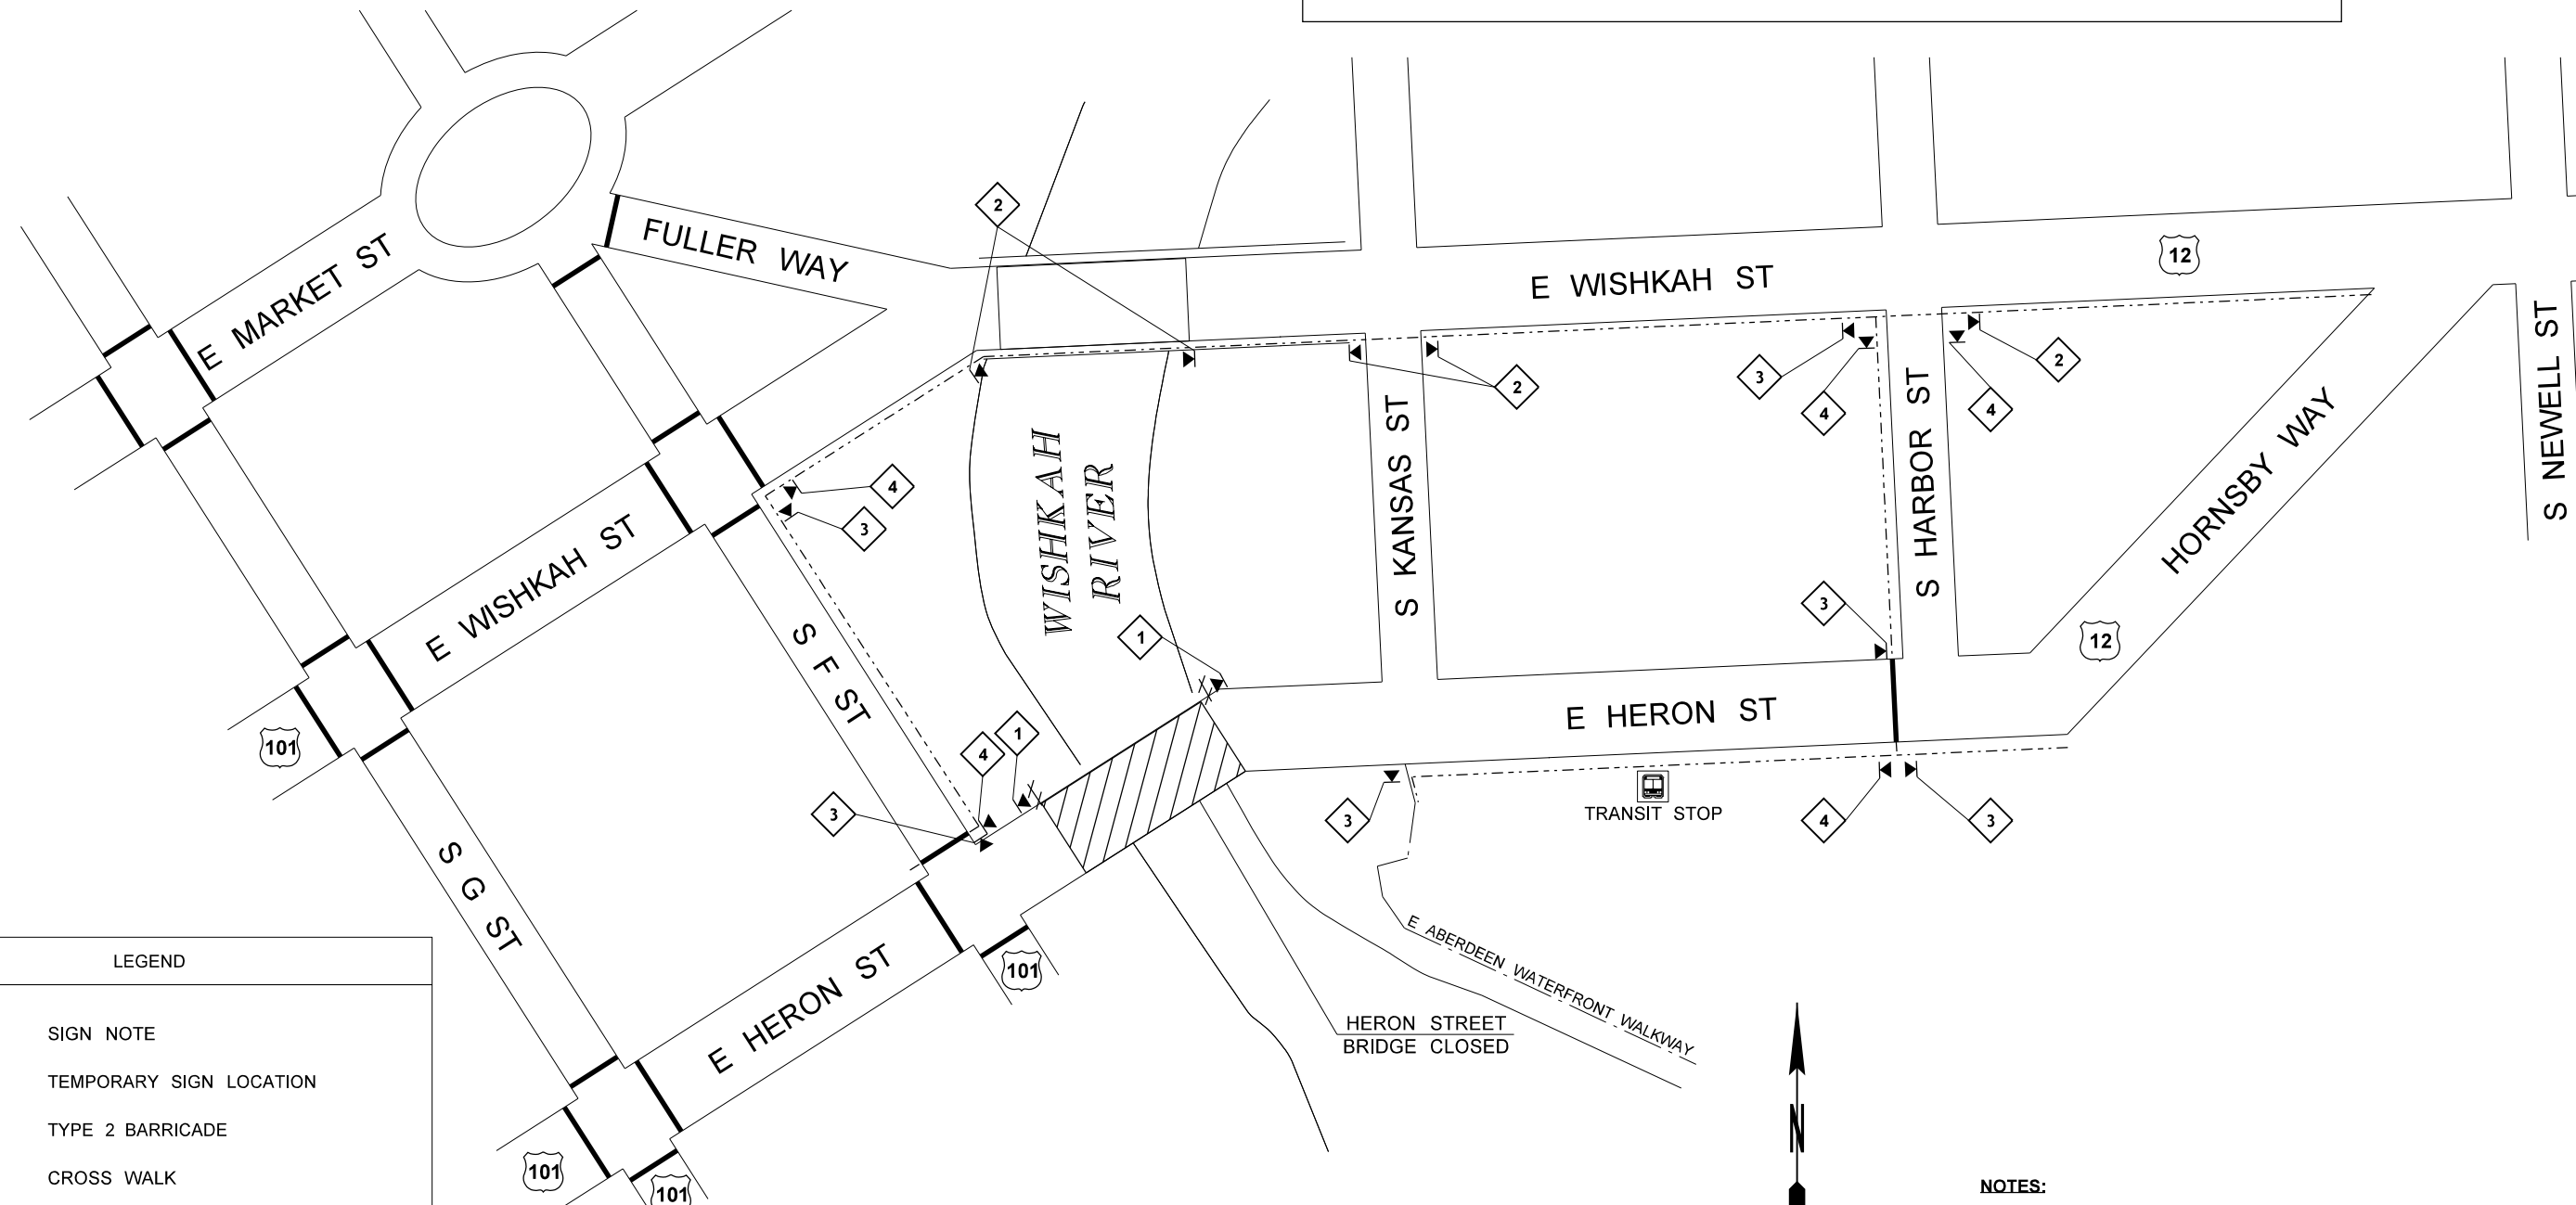 2
FULLER WAY
E MARKET ST
12
E WISHKAH ST
2
3
2
4
4
S NEWELL ST
S KANSAS ST
S HARBOR ST
HORNSBY WAY
4
3
WISHKAH
RIVER
E WISHKAH ST
3
12
1
S F ST
E HERON ST
101
4
1
3
TRANSIT STOP
3
4
3
S G ST
E ABERDEEN WATERFRONT WALKWAY
101
E HERON ST
HERON STREET
BRIDGE CLOSED
LEGEND
SIGN NOTE
TEMPORARY SIGN LOCATION
TYPE 2 BARRICADE
CROSS WALK
N
101
101
NOTES: